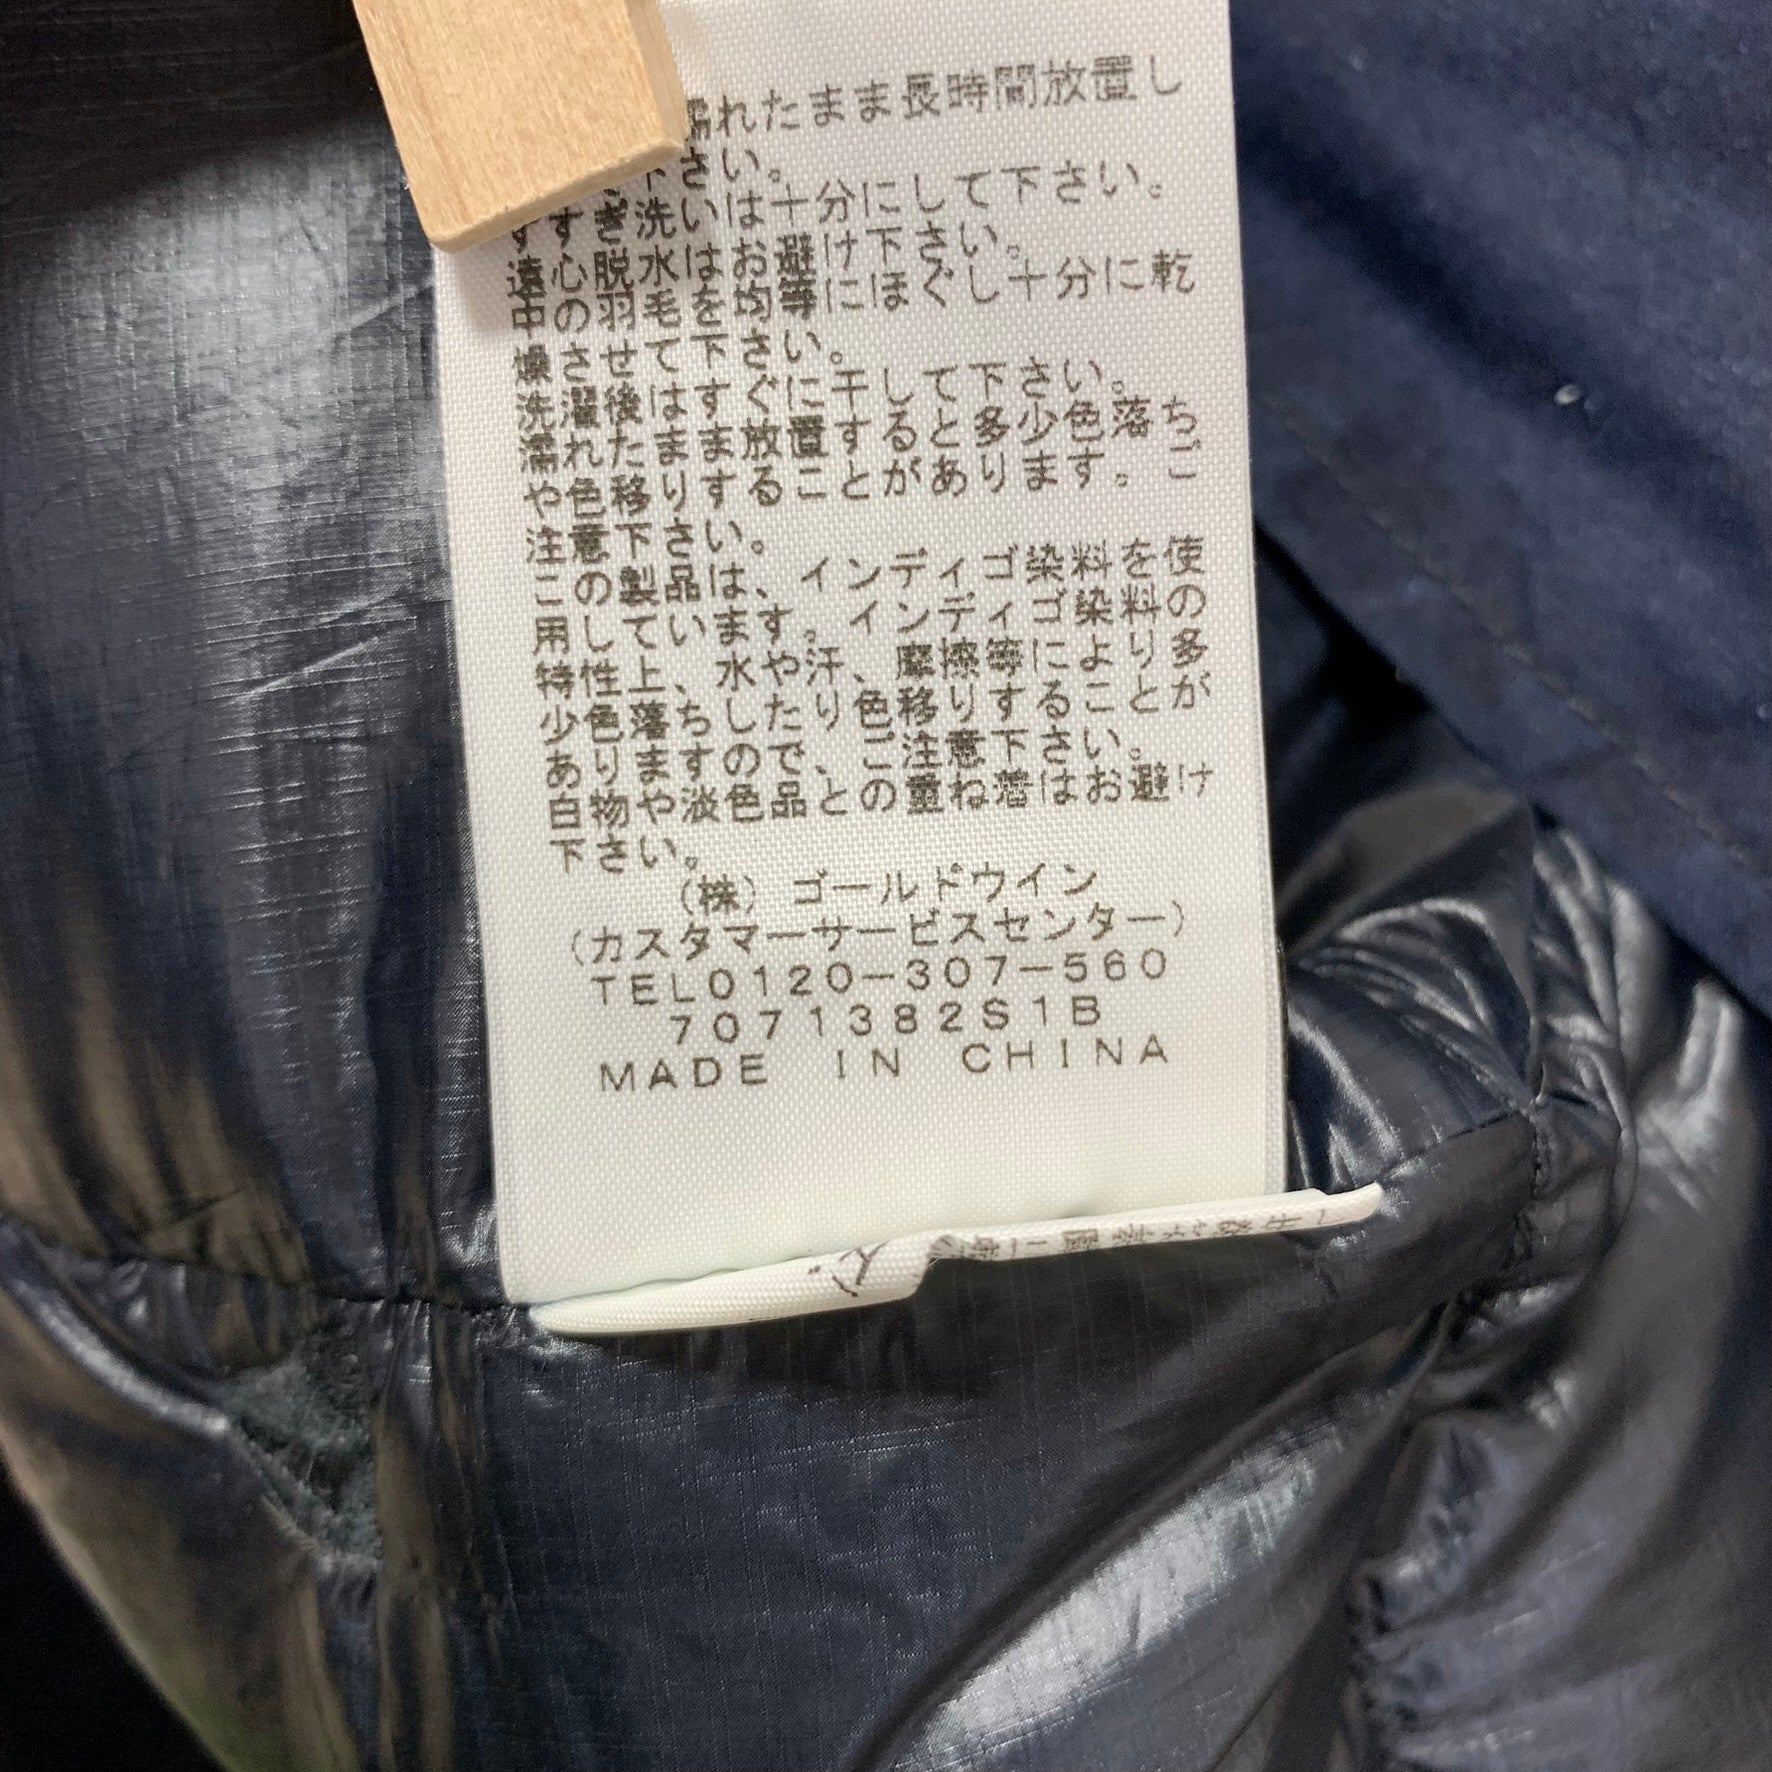 濡れたまま長時間放置し
下さい。
すすぎ洗いは十分にして下さい。
遠心脱水はお避け下さい。
中の羽毛を均等にほぐし十分に乾
燥させて下さい。
洗濯後はすぐに干して下さい。
濡れたまま放置すると多少色落ち
や色移りすることがあります。ご
注意下さい。
この製品は、インディゴ染料を使
用しています。インディゴ染料の
特性上、水や汗、摩擦等により多
少色落ちしたり色移りすることが
ありますので、ご注意下さい。
白物や淡色品との重ね着はお避け
下さい。
(株)ゴールドウイン
(カスタマーサービスセンター)
TEL0120-307-560
7071382S1B
MADE IN CHINA